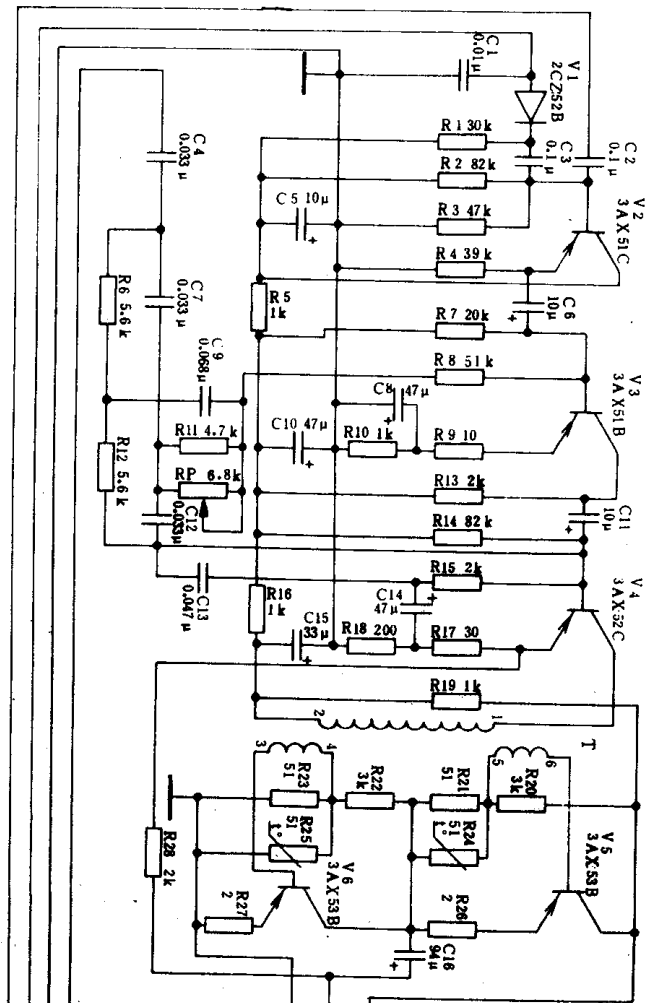 C1
0.01μ
V1
2CZ52B
R1 30k
C3
0.1μ
C2
0.1μ
R2 82k
C4
0.033μ
C5 10μ
R3 47k
V2
3AX51C
R4 39k
R6 5.6k
C7
0.033μ
R5
1k
C6
10μ
R7 20k
C9
0.068μ
R8 51k
V3
3AX51B
C8 47μ
R11 4.7k
C10 47μ
R10 1k
R9 10
R12 5.6k
RP 6.8k
C12
0.033μ
R13 2k
C11
10μ
R14 82k
C13
0.047μ
R16
1k
R15 2k
C14
47μ
V4
3AX52C
C15
33μ
R18 200
R17 30
R19 1k
2
1
T
3
4
5
6
R23
51
R22
3k
R21
51
R20
3k
R25
51
t°
R24
51
t°
R28 2k
V6
3AX53B
V5
3AX53B
R27
2
R26
2
C16
94μ